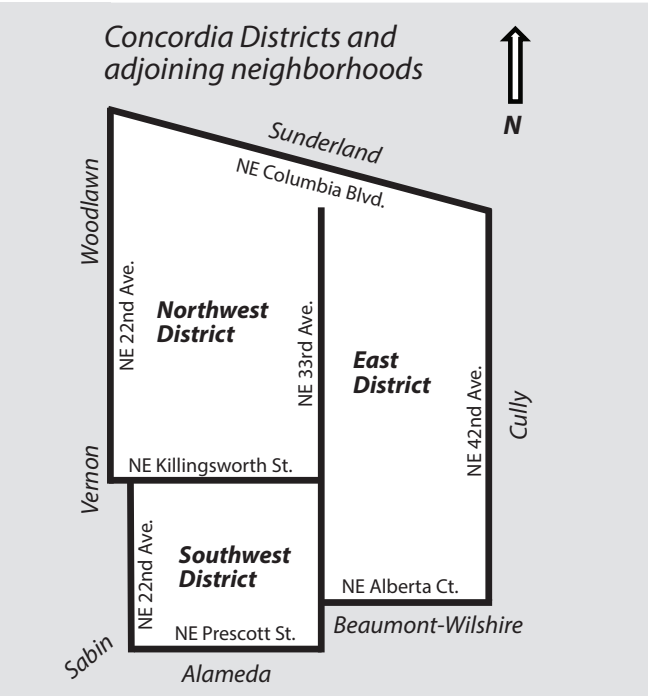 Concordia Districts and
adjoining neighborhoods
N
Sunderland
NE Columbia Blvd.
Woodlawn
NE 22nd Ave.
Northwest
District
NE 33rd Ave.
East
District
NE 42nd Ave.
Cully
Vernon
NE Killingsworth St.
NE 22nd Ave.
Southwest
District
NE Alberta Ct.
NE Prescott St.
Beaumont-Wilshire
Sabin
Alameda